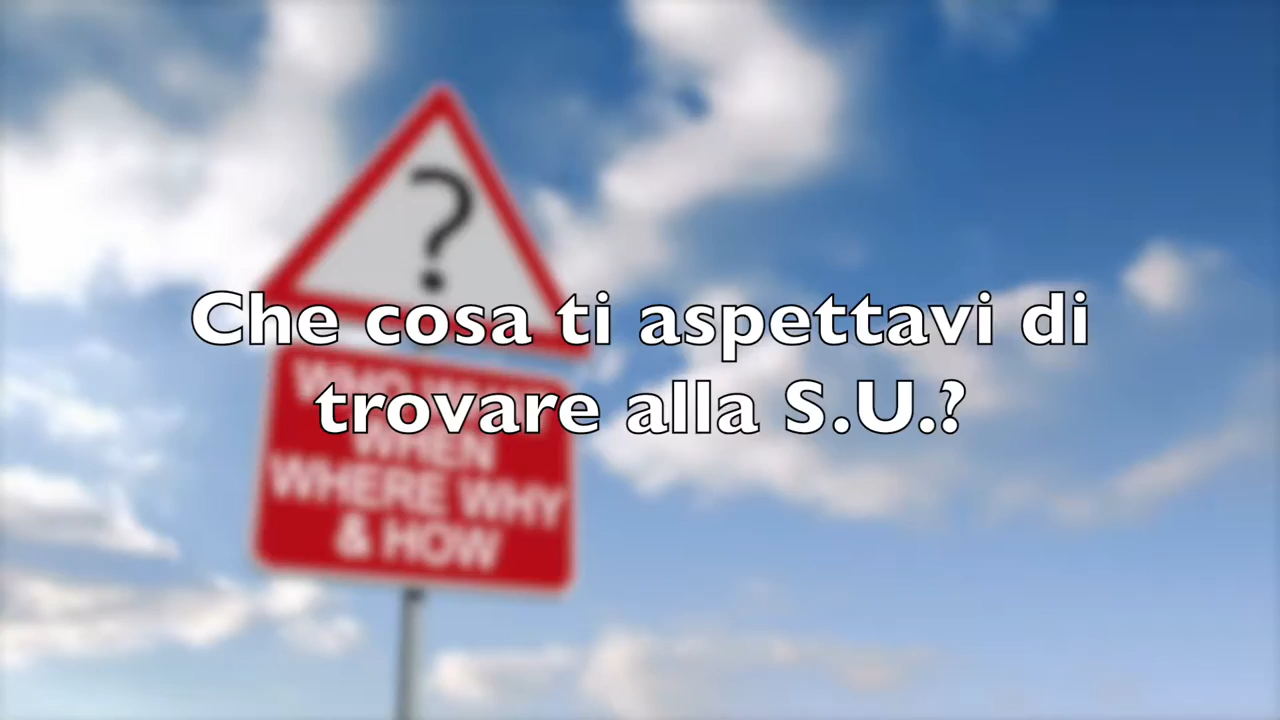 ?
Che cosa ti aspettavi di
trovare alla S.U.?
WHEN
WHERE WHY
& HOW